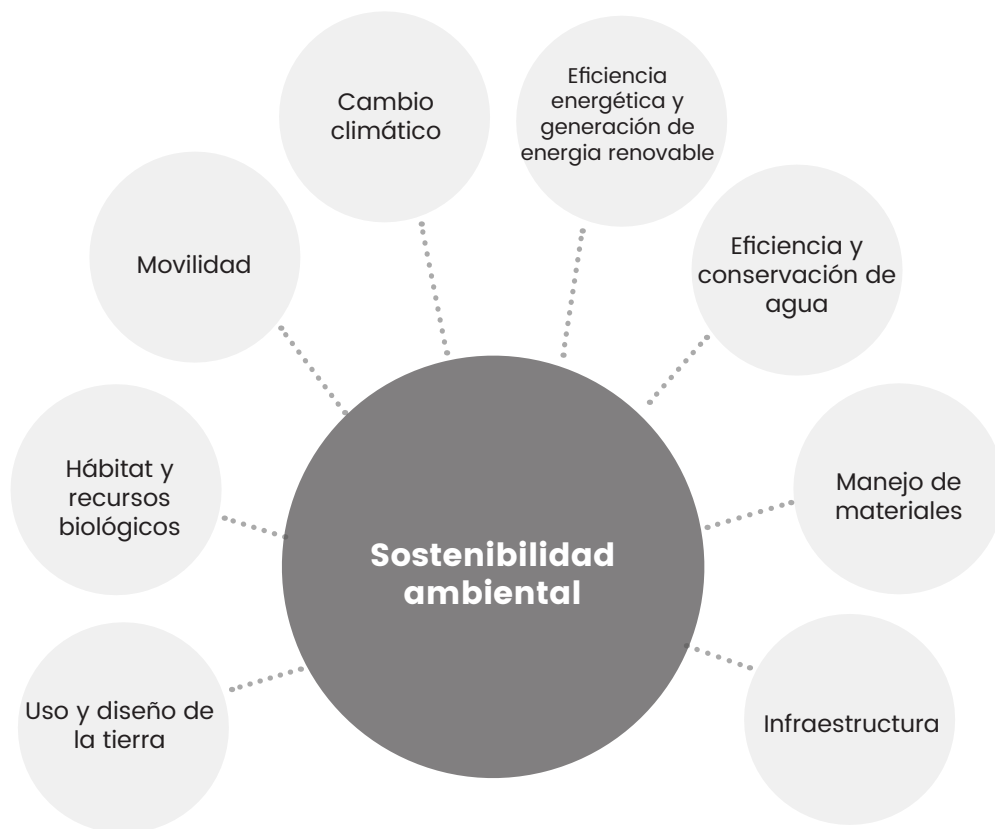 Cambio
climático
Eficiencia
energética y
generación de
energia renovable
Movilidad
Eficiencia y
conservación de
agua
Hábitat y
recursos
biológicos
Manejo de
materiales
Sostenibilidad
ambiental
Uso y diseño de
la tierra
Infraestructura